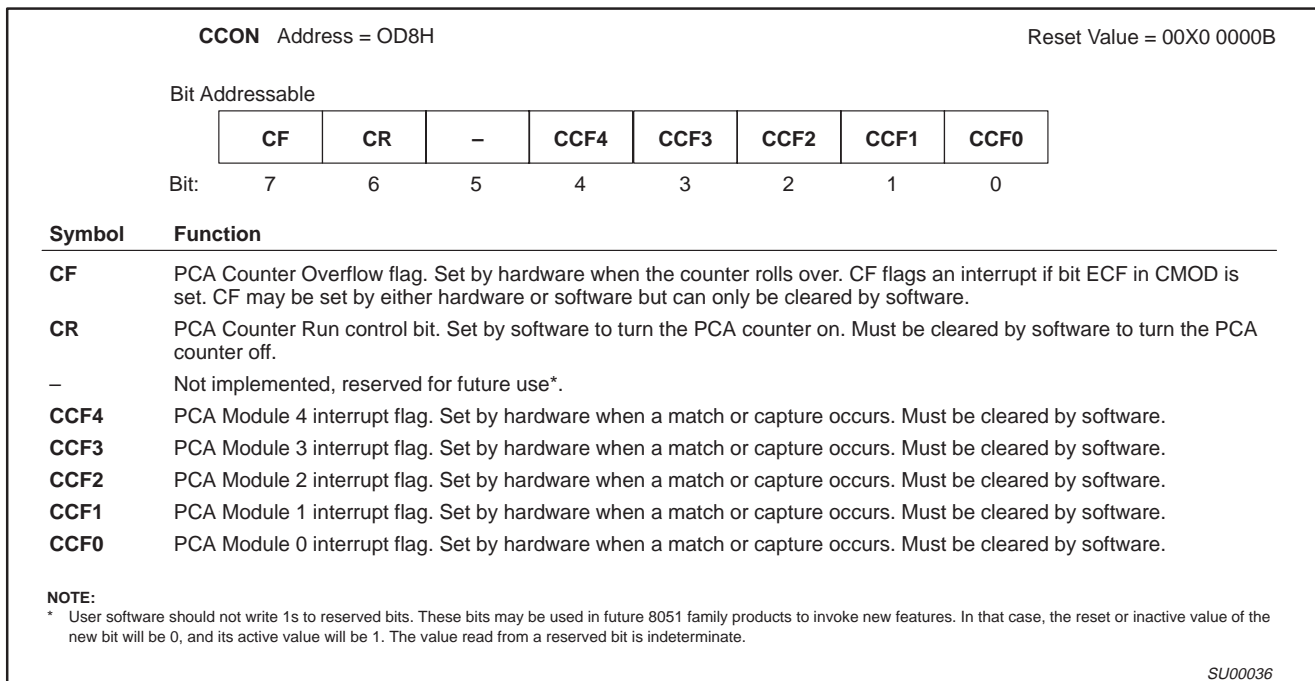 CCON Address = OD8H Reset Value = 00X0 0000B
Bit Addressable
CF CR – CCF4 CCF3 CCF2 CCF1 CCF0
Bit: 7 6 5 4 3 2 1 0
Symbol Function
CF PCA Counter Overflow flag. Set by hardware when the counter rolls over. CF flags an interrupt if bit ECF in CMOD is
set. CF may be set by either hardware or software but can only be cleared by software.
CR PCA Counter Run control bit. Set by software to turn the PCA counter on. Must be cleared by software to turn the PCA
counter off.
– Not implemented, reserved for future use*.
CCF4 PCA Module 4 interrupt flag. Set by hardware when a match or capture occurs. Must be cleared by software.
CCF3 PCA Module 3 interrupt flag. Set by hardware when a match or capture occurs. Must be cleared by software.
CCF2 PCA Module 2 interrupt flag. Set by hardware when a match or capture occurs. Must be cleared by software.
CCF1 PCA Module 1 interrupt flag. Set by hardware when a match or capture occurs. Must be cleared by software.
CCF0 PCA Module 0 interrupt flag. Set by hardware when a match or capture occurs. Must be cleared by software.
NOTE:
* User software should not write 1s to reserved bits. These bits may be used in future 8051 family products to invoke new features. In that case, the reset or inactive value of the
new bit will be 0, and its active value will be 1. The value read from a reserved bit is indeterminate.
SU00036